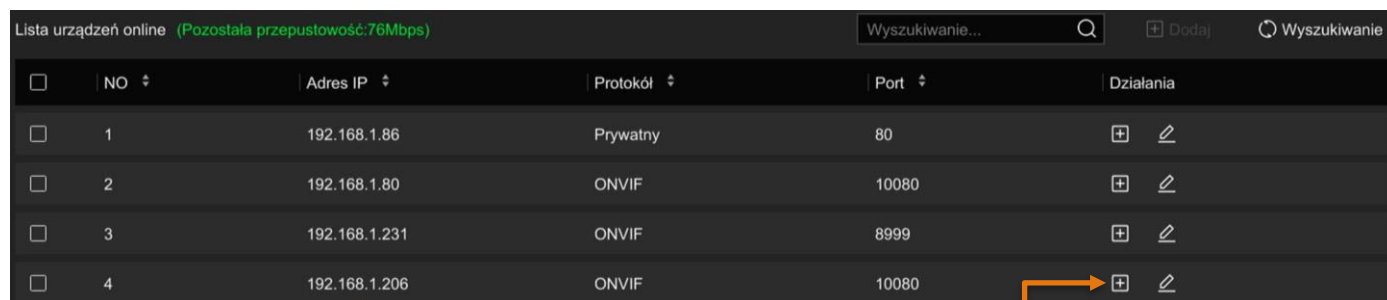 Lista urządzeń online (Pozostała przepustowość:76Mbps) Wyszukiwanie... Dodaj Wyszukiwanie
NO Adres IP Protokół Port Działania
1 192.168.1.86 Prywatny 80
2 192.168.1.80 ONVIF 10080
3 192.168.1.231 ONVIF 8999
4 192.168.1.206 ONVIF 10080